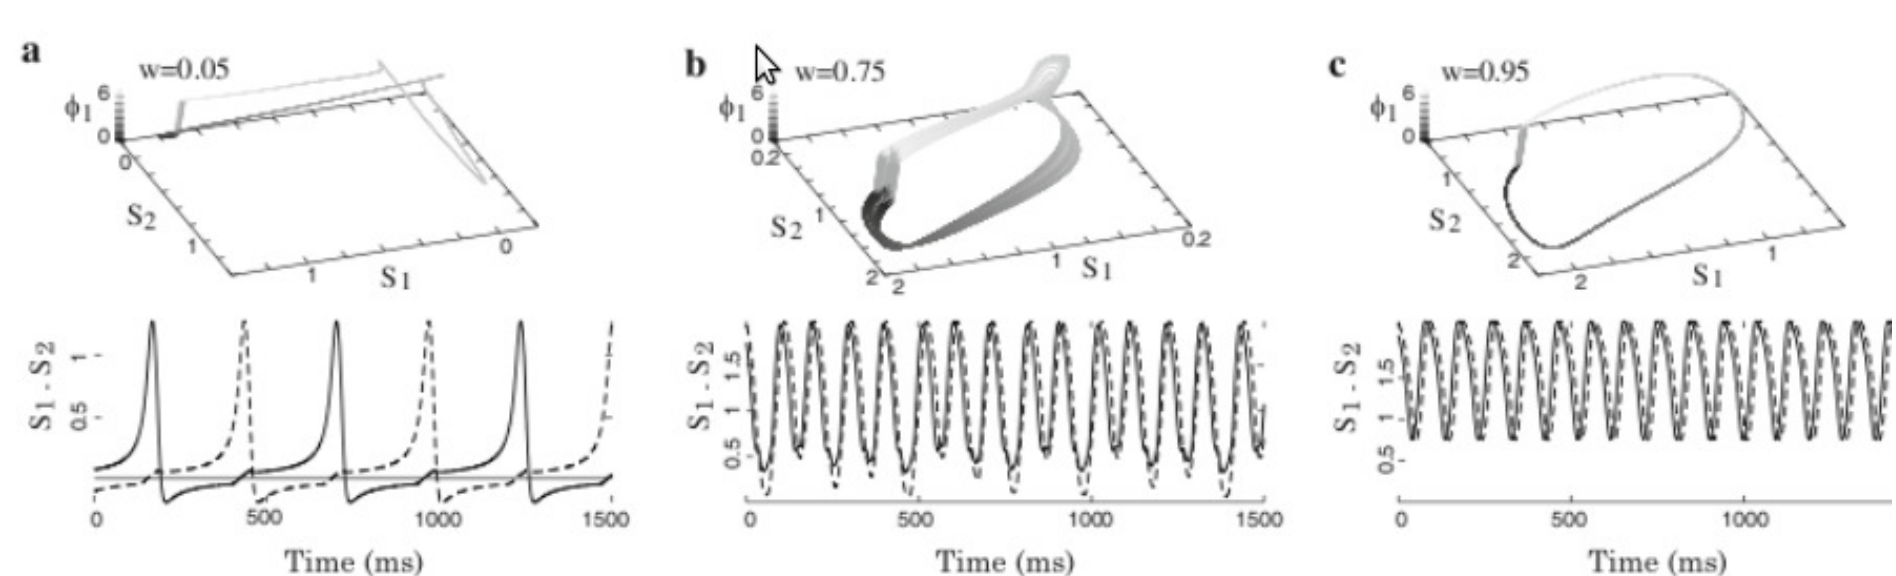 a
w=0.05
ϕ1
6
0
0
S2
1
1
S1
0
S1 - S2
1
0.5
0
500
1000
1500
Time (ms)
b
w=0.75
ϕ1
6
0
0.2
S2
1
2
2
1
S1
0.2
S1 - S2
1.5
1
0.5
0
500
1000
1500
Time (ms)
c
w=0.95
ϕ1
6
0
1
S2
2
2
S1
1
S1 - S2
1.5
1
0.5
0
500
1000
Time (ms)